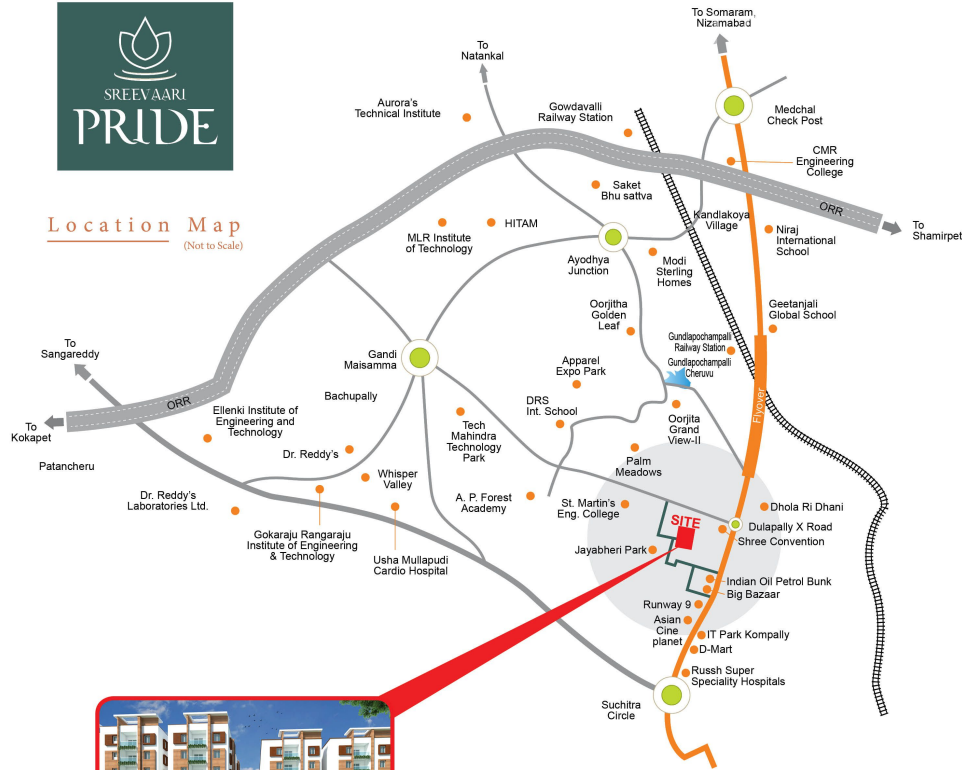 SREEVAARI
PRIDE
Location Map
(Not to Scale)
To Somaram,
Nizamabad
To
Natankal
Aurora's
Technical Institute
Gowdavalli
Railway Station
Medchal
Check Post
CMR
Engineering
College
Saket
Bhu sattva
ORR
To
Shamirpet
Kandlakoya
Village
HITAM
MLR Institute
of Technology
Niraj
International
School
Ayodhya
Junction
Modi
Sterling
Homes
Oorjitha
Golden
Leaf
Geetanjali
Global School
Gundlapochampalli
Railway Station
Gundlapochampalli
Cheruvu
To
Sangareddy
Gandi
Maisamma
Apparel
Expo Park
Bachupally
DRS
Int. School
Flyover
ORR
To
Kokapet
Ellenki Institute of
Engineering and
Technology
Tech
Mahindra
Technology
Park
Oorjita
Grand
View-II
Dr. Reddy's
Palm
Meadows
Patancheru
Whisper
Valley
Dr. Reddy's
Laboratories Ltd.
A. P. Forest
Academy
St. Martin's
Eng. College
Dhola Ri Dhani
SITE
Dulapally X Road
Shree Convention
Gokaraju Rangaraju
Institute of Engineering
& Technology
Usha Mullapudi
Cardio Hospital
Jayabheri Park
Indian Oil Petrol Bunk
Big Bazaar
Runway 9
Asian
Cine
planet
IT Park Kompally
D-Mart
Russh Super
Speciality Hospitals
Suchitra
Circle